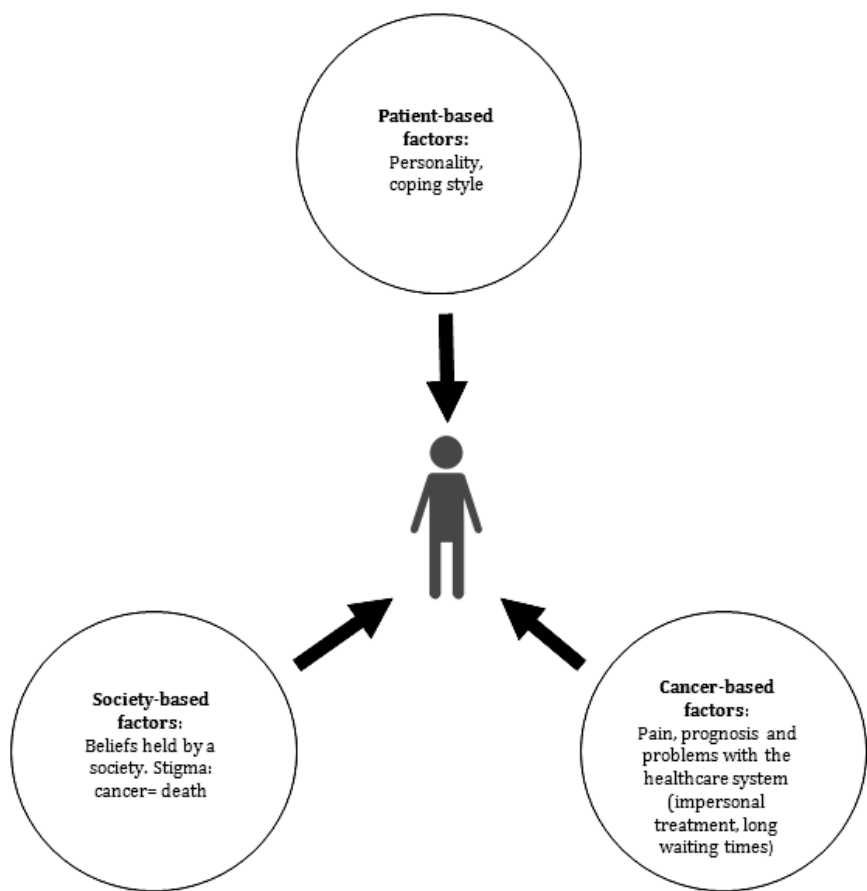 Patient-based
factors:
Personality,
coping style
Society-based
factors:
Beliefs held by a
society. Stigma:
cancer= death
Cancer-based
factors:
Pain, prognosis and
problems with the
healthcare system
(impersonal
treatment, long
waiting times)